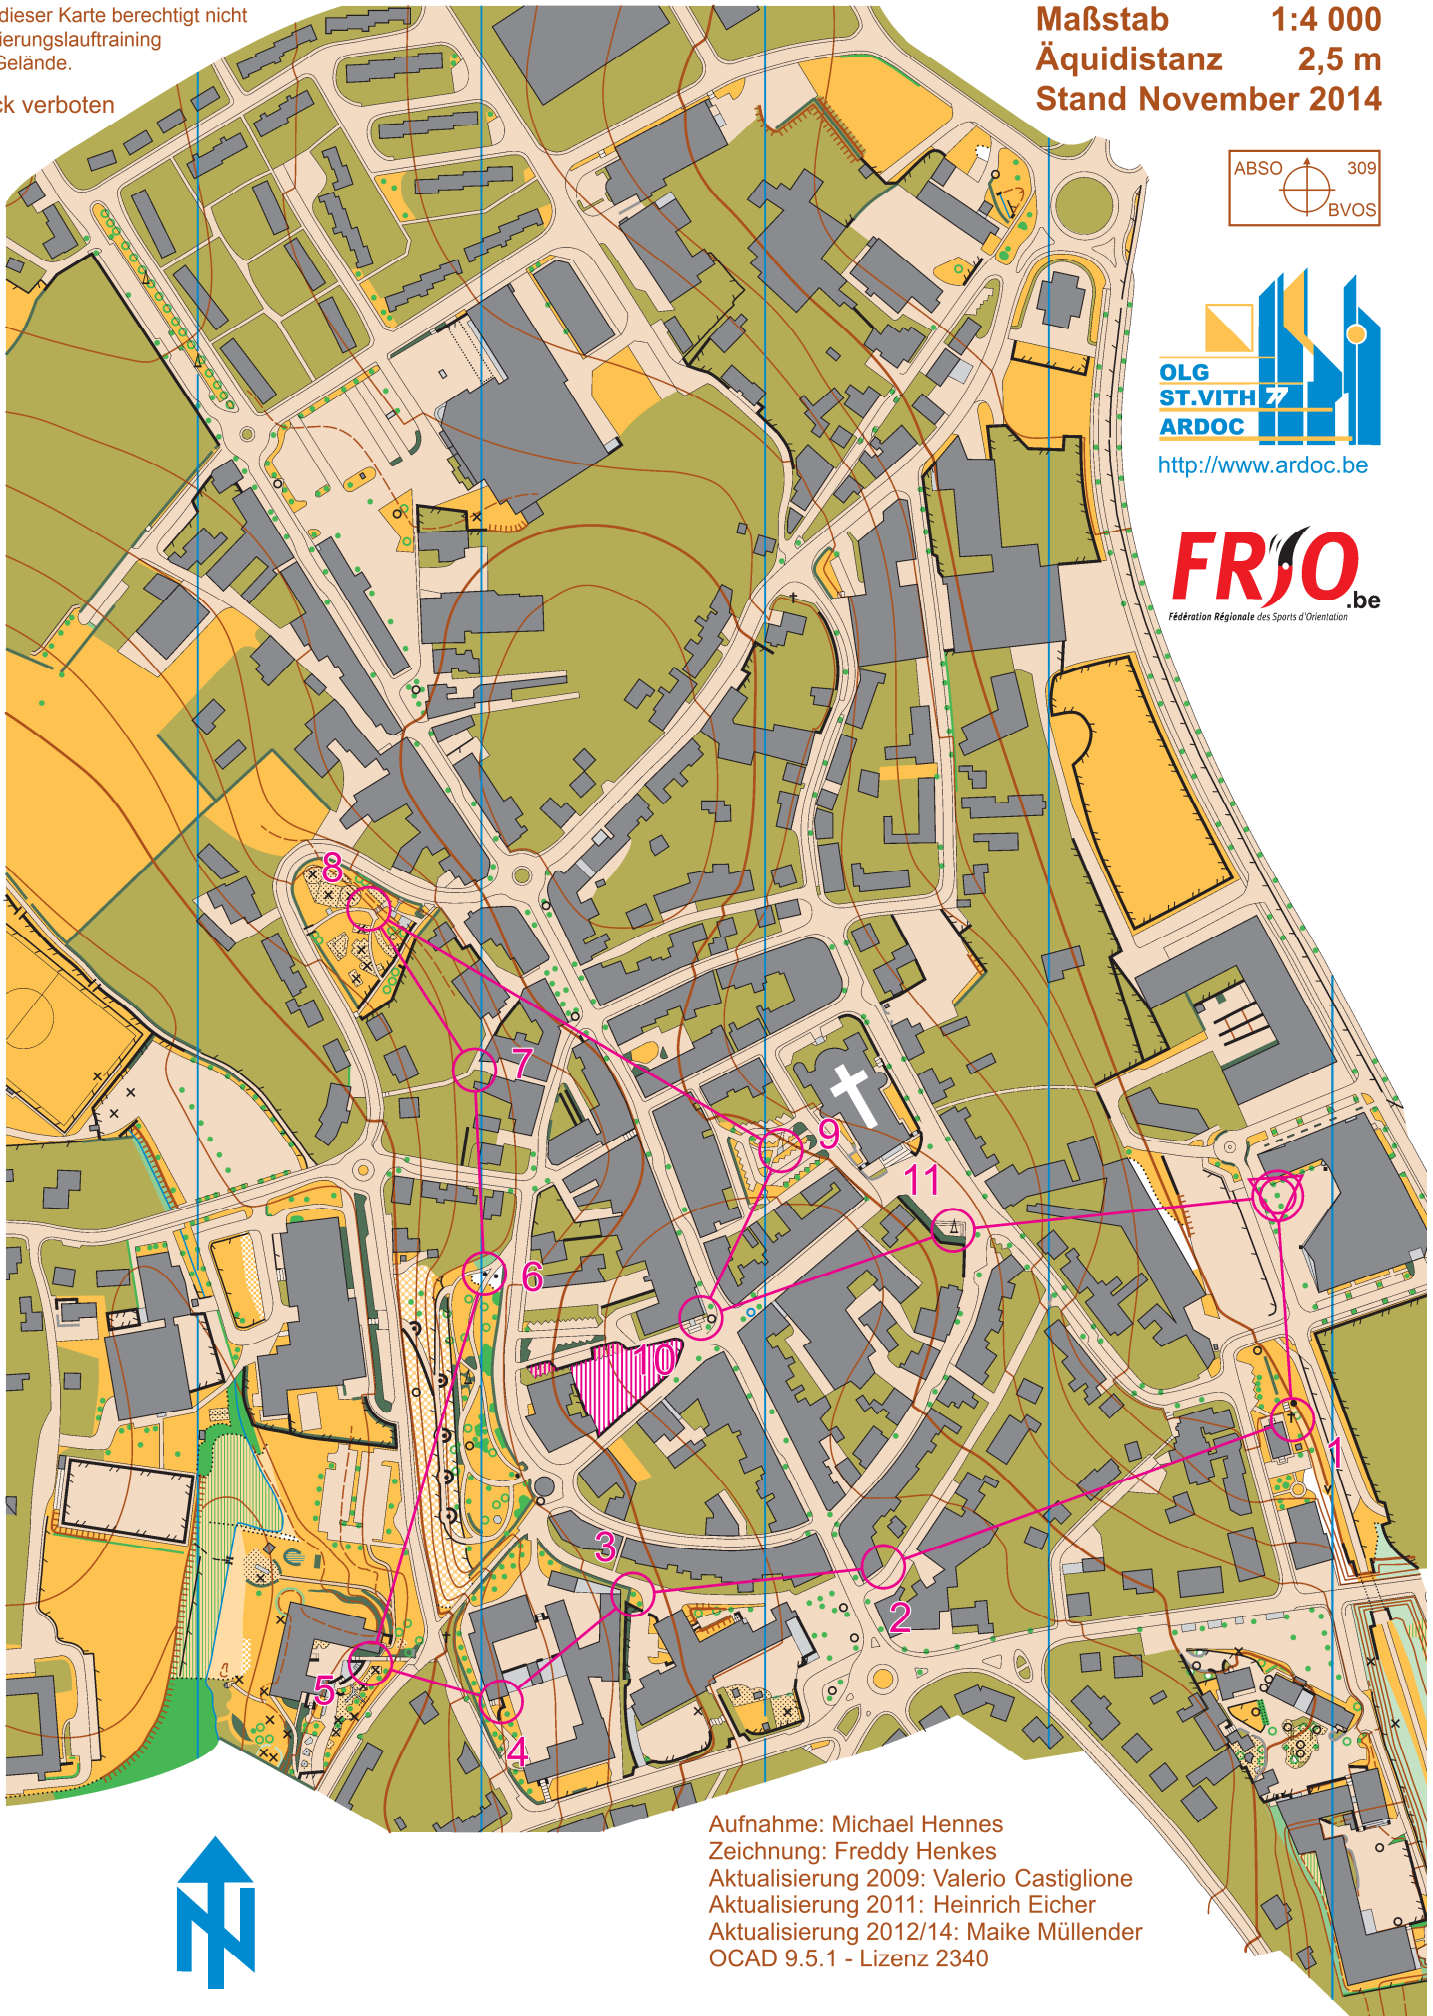 dieser Karte berechtigt nicht
ierungslauftraining
Gelände.
ck verboten
Maßstab 1:4 000
Äquidistanz 2,5 m
Stand November 2014
ABSO 309
BVOS
OLG
ST.VITH 77
ARDOC
http://www.ardoc.be
FRSO.be
Fédération Régionale des Sports d'Orientation
8
7
9
11
6
10
1
3
2
5
4
N
Aufnahme: Michael Hennes
Zeichnung: Freddy Henkes
Aktualisierung 2009: Valerio Castiglione
Aktualisierung 2011: Heinrich Eicher
Aktualisierung 2012/14: Maike Müllender
OCAD 9.5.1 - Lizenz 2340